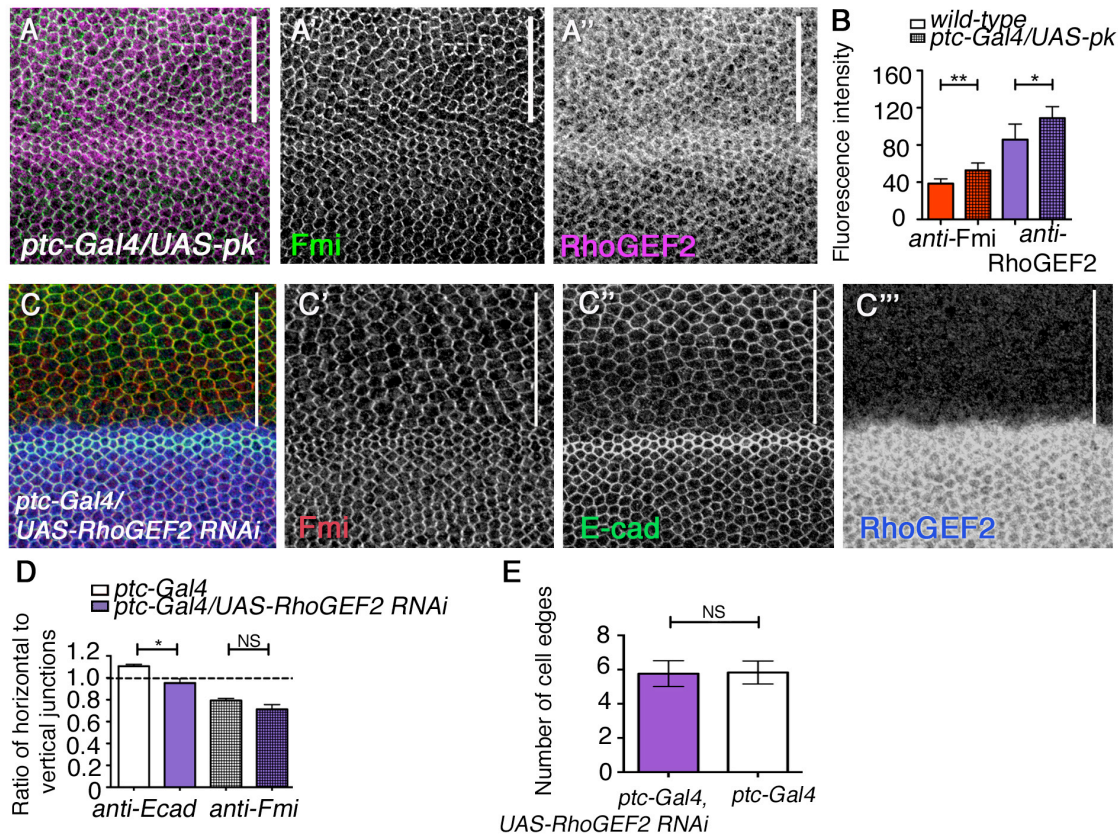 A
A'
A"
ptc-Gal4/UAS-pk
Fmi
RhoGEF2
B
wild-type
ptc-Gal4/UAS-pk
Fluorescence intensity
160
120
80
40
0
**
*
anti-Fmi
anti-
RhoGEF2
C
C'
C"
C"'
ptc-Gal4/
UAS-RhoGEF2 RNAi
Fmi
E-cad
RhoGEF2
D
ptc-Gal4
ptc-Gal4/UAS-RhoGEF2 RNAi
Ratio of horizontal to
vertical junctions
1.2
1.0
0.8
0.6
0.4
0.2
0
*
NS
anti-Ecad
anti-Fmi
E
Number of cell edges
8
6
4
2
0
NS
ptc-Gal4,
UAS-RhoGEF2 RNAi
ptc-Gal4